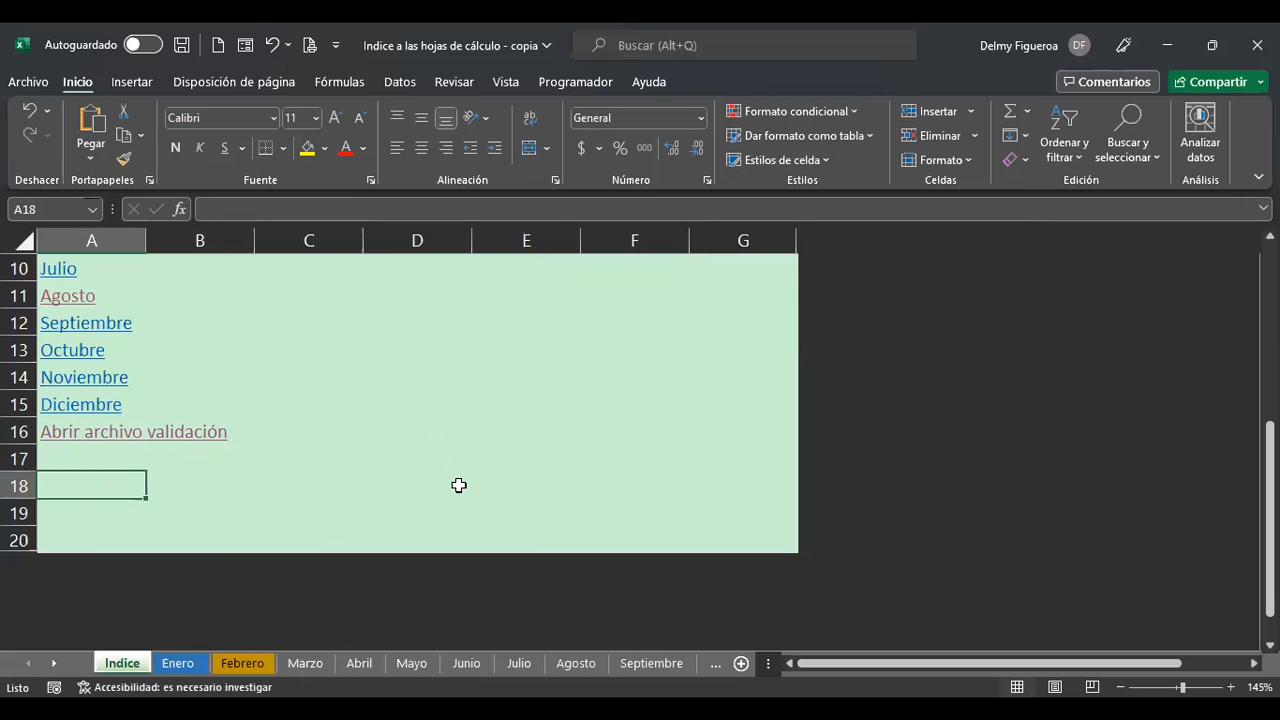 Autoguardado Indice a las hojas de cálculo - copia Buscar (Alt+Q) Delmy Figueroa DF
Archivo Inicio Insertar Disposición de página Fórmulas Datos Revisar Vista Programador Ayuda Comentarios Compartir
Pegar Calibri 11 General Formato condicional Insertar Ordenar y Buscar y Analizar
N K S $ % 000 Dar formato como tabla Eliminar filtrar seleccionar datos
Estilos de celda Formato
Deshacer Portapapeles Fuente Alineación Número Estilos Celdas Edición Análisis
A18 fx
A B C D E F G
10 Julio
11 Agosto
12 Septiembre
13 Octubre
14 Noviembre
15 Diciembre
16 Abrir archivo validación
17
18
19
20
Indice Enero Febrero Marzo Abril Mayo Junio Julio Agosto Septiembre ...
Listo Accesibilidad: es necesario investigar 145%